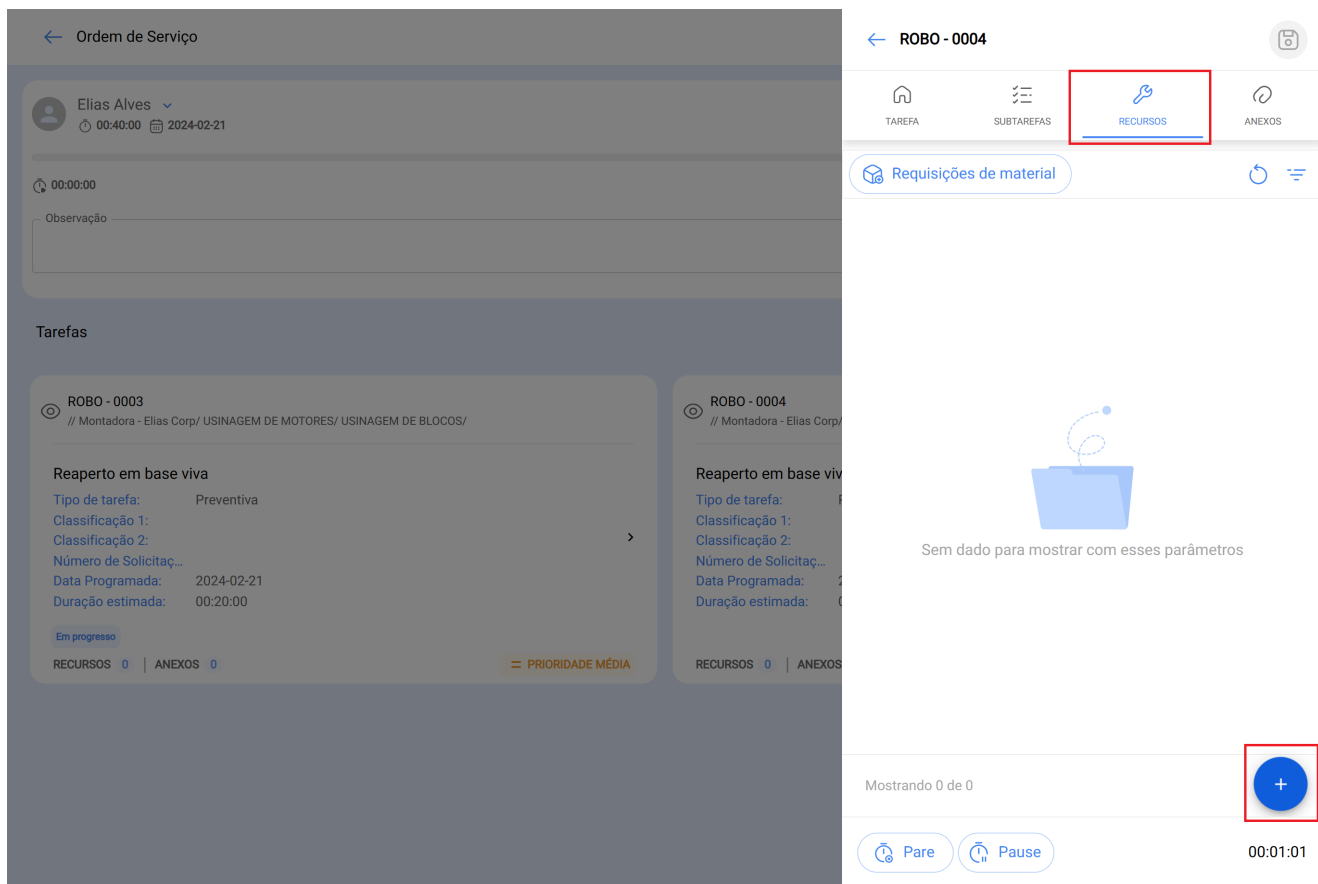 Ordem de Serviço
Elias Alves
00:40:00 2024-02-21
00:00:00
Observação
Tarefas
ROBO - 0003
// Montadora - Elias Corp/ USINAGEM DE MOTORES/ USINAGEM DE BLOCOS/
Reaperto em base viva
Tipo de tarefa: Preventiva
Classificação 1:
Classificação 2:
Número de Solicitaç...
Data Programada: 2024-02-21
Duração estimada: 00:20:00
Em progresso
RECURSOS 0 | ANEXOS 0
= PRIORIDADE MÉDIA
ROBO - 0004
// Montadora - Elias Corp/
Reaperto em base viv
Tipo de tarefa:
Classificação 1:
Classificação 2:
Número de Solicitaç...
Data Programada:
Duração estimada:
RECURSOS 0 | ANEXOS
ROBO - 0004
TAREFA
SUBTAREFAS
RECURSOS
ANEXOS
Requisições de material
Sem dado para mostrar com esses parâmetros
Mostrando 0 de 0
+
Pare
Pause
00:01:01